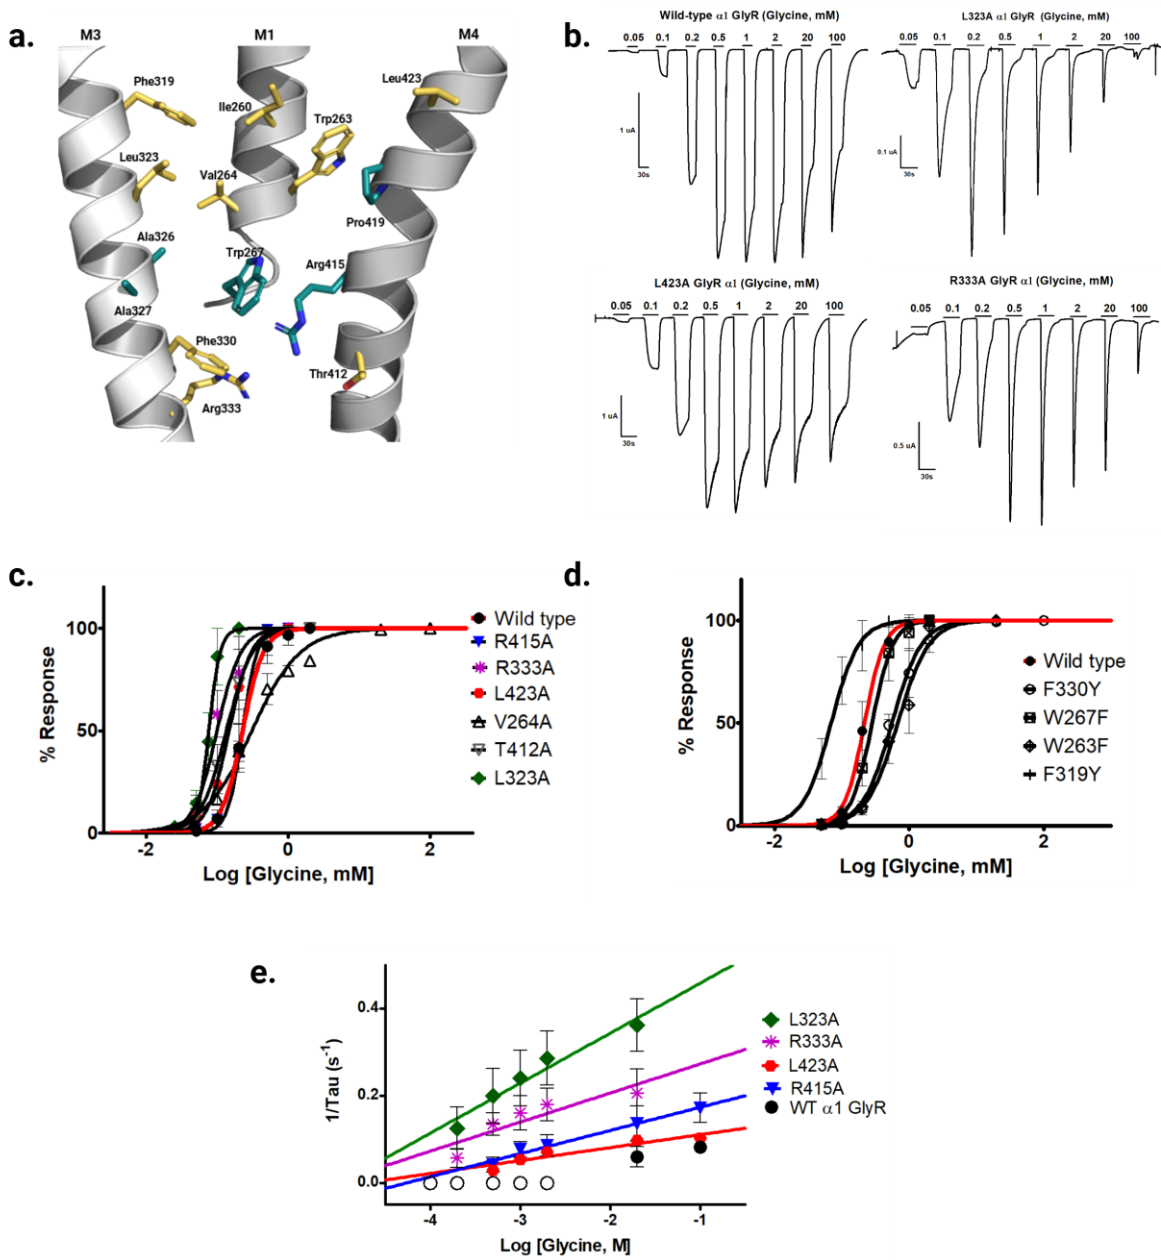 a.
M3
M1
M4
Phe319
Ile260
Trp263
Leu423
Leu323
Val264
Pro419
Ala326
Trp267
Arg415
Ala327
Phe330
Thr412
Arg333
b.
Wild-type α1 GlyR (Glycine, mM)
0.05 0.1 0.2 0.5 1 2 20 100
1 uA
30s
L323A α1 GlyR (Glycine, mM)
0.05 0.1 0.2 0.5 1 2 20 100
0.1 uA
30s
L423A GlyR α1 (Glycine, mM)
0.05 0.1 0.2 0.5 1 2 20 100
1 uA
30s
R333A GlyR α1 (Glycine, mM)
0.05 0.1 0.2 0.5 1 2 20 100
0.5 uA
30s
c.
% Response
100
50
0
-2 0 2
Log [Glycine, mM]
Wild type
R415A
R333A
L423A
V264A
T412A
L323A
d.
% Response
100
50
0
-2 0 2
Log [Glycine, mM]
Wild type
F330Y
W267F
W263F
F319Y
e.
1/Tau (s-1)
0.4
0.2
0.0
-4 -3 -2 -1
Log [Glycine, M]
L323A
R333A
L423A
R415A
WT α1 GlyR